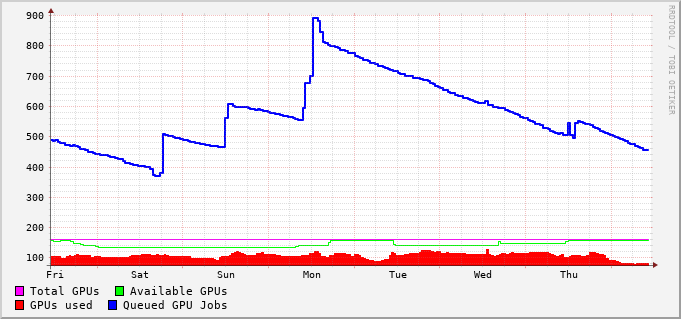 900
800
700
600
500
400
300
200
100
Fri Sat Sun Mon Tue Wed Thu
Total GPUs Available GPUs
GPUs used Queued GPU Jobs
RRDTOOL / TOBI OETIKER